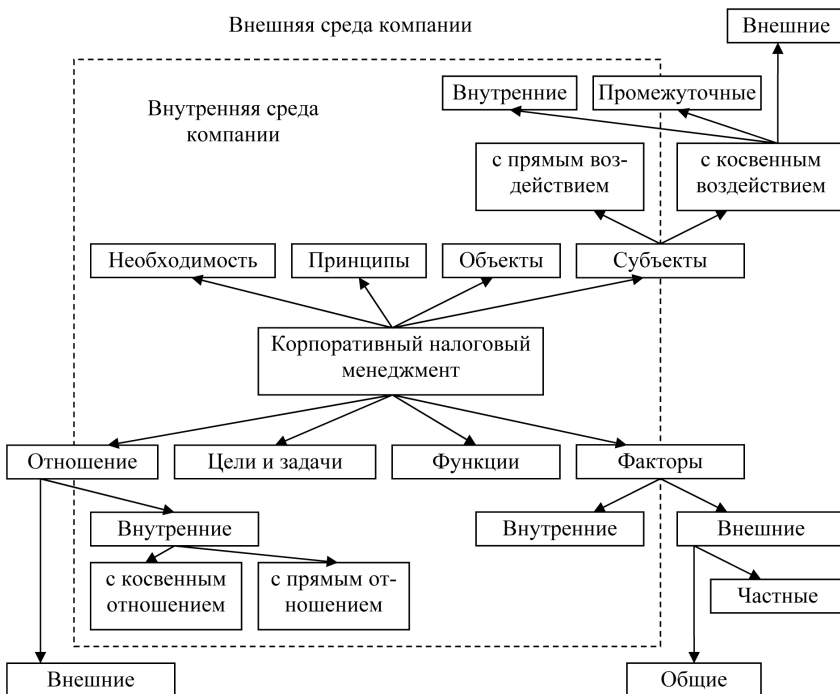 Внешняя среда компании
Внешние
Внутренняя среда
компании
Внутренние
Промежуточные
с прямым воз-
действием
с косвенным
воздействием
Необходимость
Принципы
Объекты
Субъекты
Корпоративный налоговый
менеджмент
Отношение
Цели и задачи
Функции
Факторы
Внутренние
Внутренние
Внешние
с косвенным
отношением
с прямым от-
ношением
Частные
Внешние
Общие